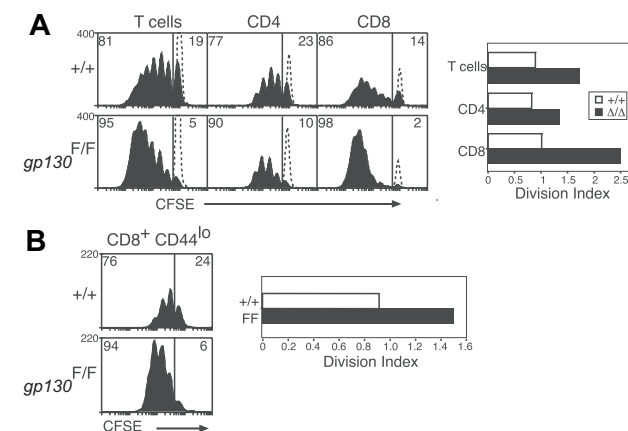 A
T cells CD4 CD8
400 81 19 77 23 86 14
+/+
400 95 5 90 10 98 2
gp130 F/F
CFSE
T cells
CD4
CD8
+/+
Δ/Δ
0 0.5 1 1.5 2 2.5
Division Index
B
CD8+ CD44lo
220 76 24
+/+
220 94 6
gp130 F/F
CFSE
+/+
FF
0 0.2 0.4 0.6 0.8 1.0 1.2 1.4 1.6
Division Index